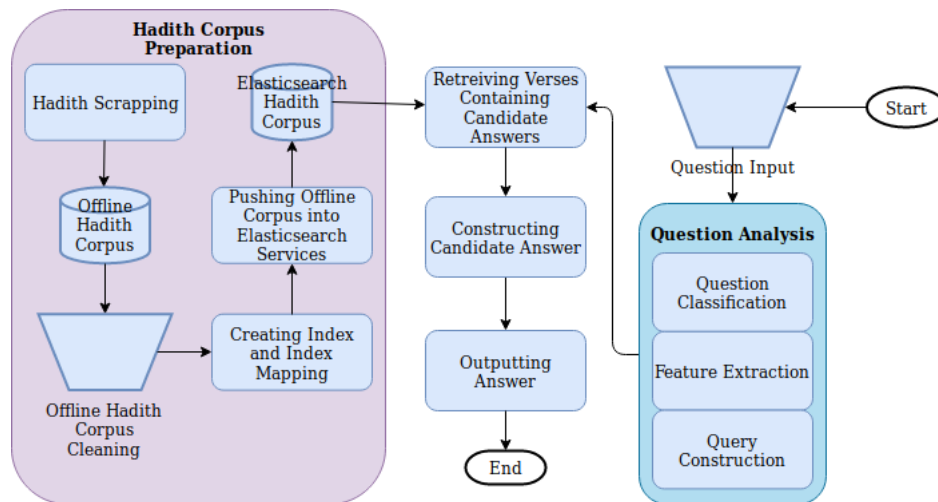 Hadith Corpus
Preparation
Hadith Scrapping
Offline
Hadith
Corpus
Offline Hadith
Corpus
Cleaning
Creating Index
and Index
Mapping
Pushing Offline
Corpus into
Elasticsearch
Services
Elasticsearch
Hadith
Corpus
Retreiving Verses
Containing
Candidate
Answers
Constructing
Candidate Answer
Outputting
Answer
End
Start
Question Input
Question Analysis
Question
Classification
Feature Extraction
Query
Construction